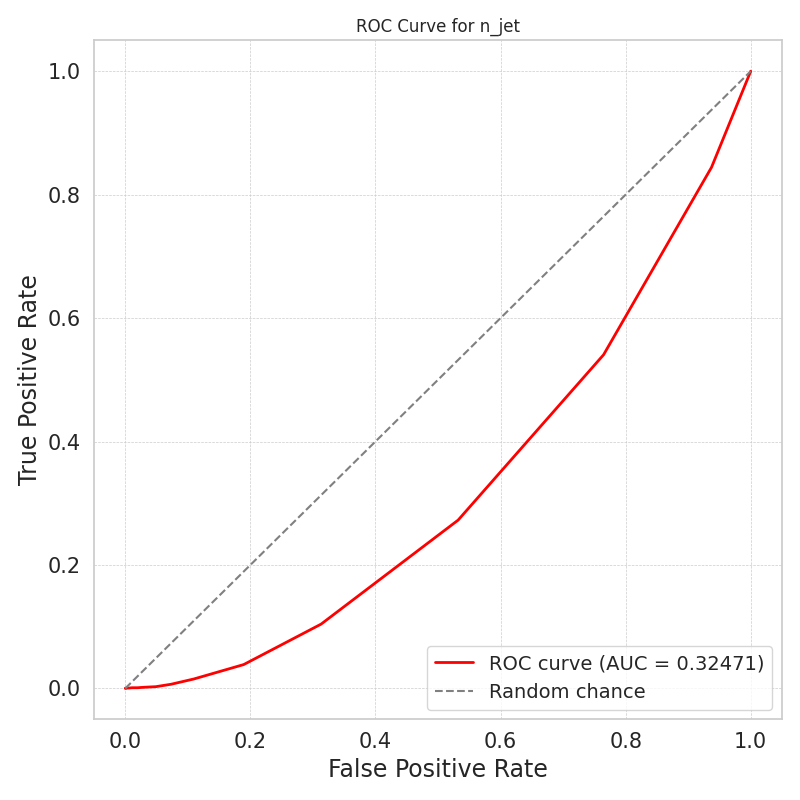 ROC Curve for n_jet
1.0
0.8
0.6
0.4
0.2
0.0
True Positive Rate
ROC curve (AUC = 0.32471)
Random chance
0.0 0.2 0.4 0.6 0.8 1.0
False Positive Rate